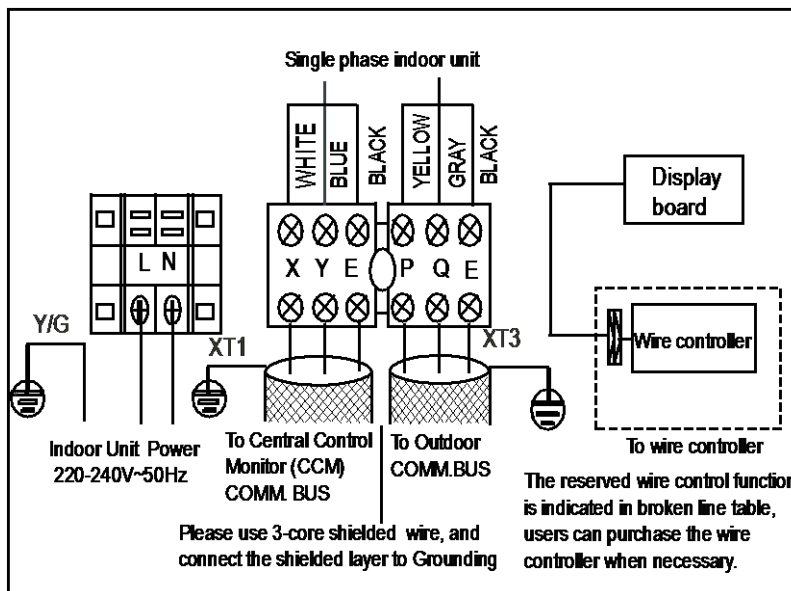 Single phase indoor unit
WHITE
BLUE
BLACK
YELLOW
GRAY
BLACK
Display
board
L N
X Y E P Q E
Y/G
XT1
XT3
Wire controller
Indoor Unit Power
220-240V~50Hz
To Central Control
Monitor (CCM)
COMM. BUS
To Outdoor
COMM.BUS
To wire controller
The reserved wire control function
is indicated in broken line table,
users can purchase the wire
controller when necessary.
Please use 3-core shielded wire, and
connect the shielded layer to Grounding